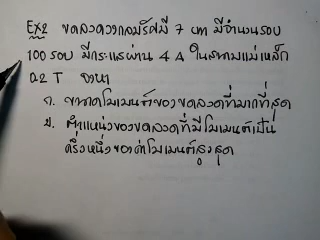 EX2 ขดลวดวงกลมรัศมี 7 cm มีจำนวนรอบ
100 รอบ มีกระแสผ่าน 4 A ในสนามแม่เหล็ก
0.2 T จงหา
ก. ขนาดโมเมนต์ของขดลวดที่มากที่สุด
ข. ตำแหน่งของขดลวดที่มีโมเมนต์เป็น
ครึ่งหนึ่งของค่าโมเมนต์สูงสุด